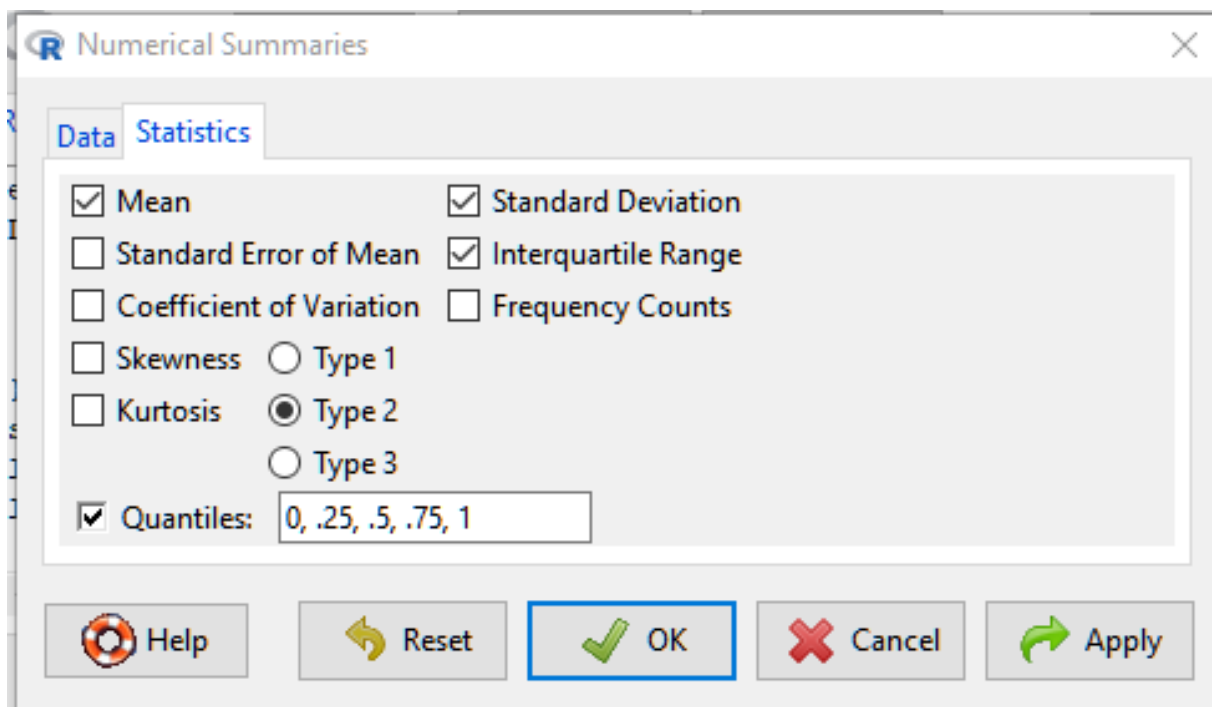 Numerical Summaries
Data Statistics
Mean Standard Deviation
Standard Error of Mean Interquartile Range
Coefficient of Variation Frequency Counts
Skewness Type 1
Kurtosis Type 2
Type 3
Quantiles: 0, .25, .5, .75, 1
Help Reset OK Cancel Apply